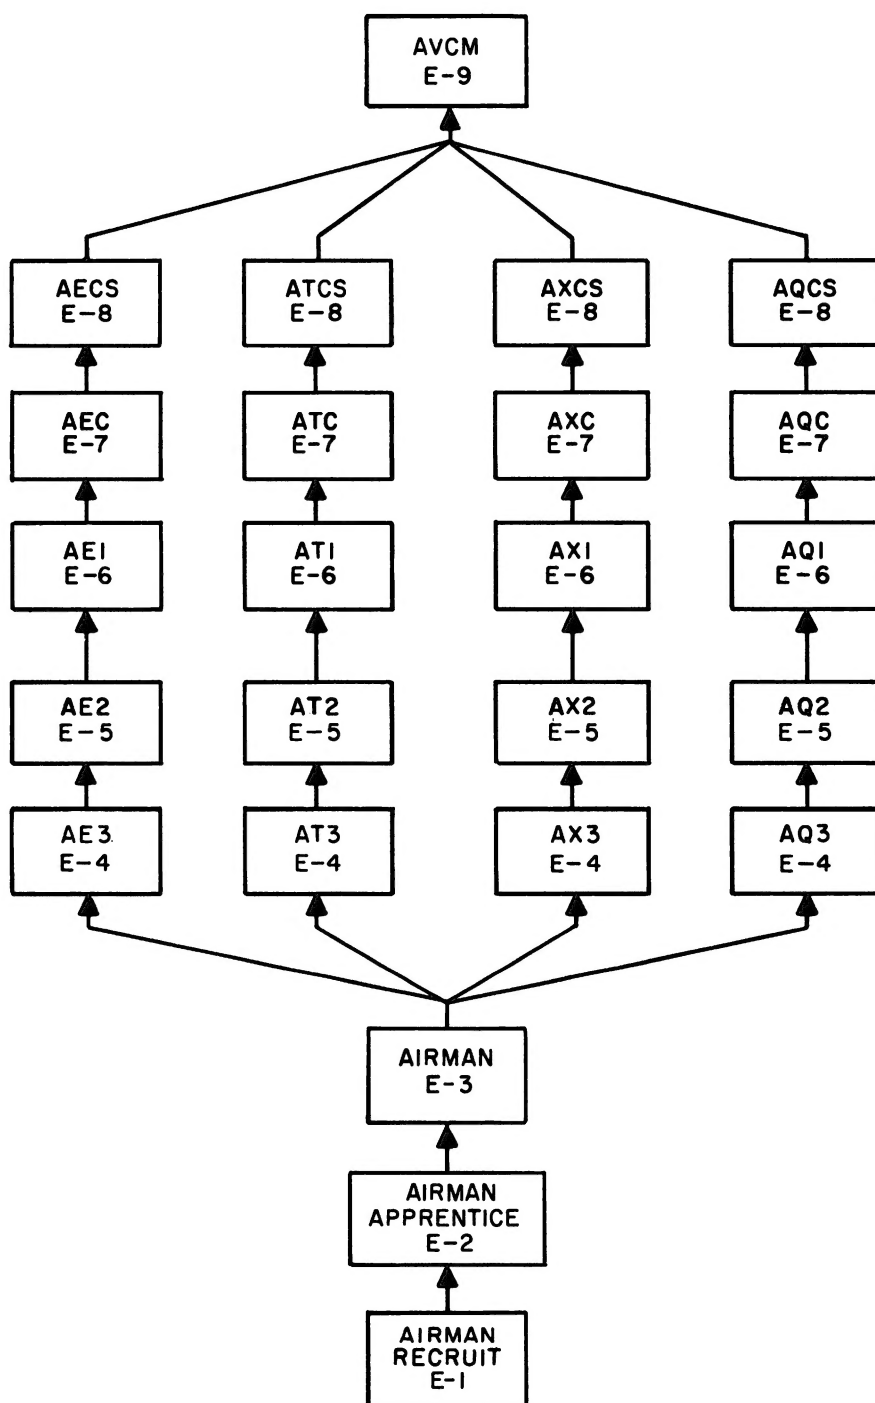 AVCM
E-9
AECS
E-8
ATCS
E-8
AXCS
E-8
AQCS
E-8
AEC
E-7
ATC
E-7
AXC
E-7
AQC
E-7
AE1
E-6
AT1
E-6
AX1
E-6
AQ1
E-6
AE2
E-5
AT2
E-5
AX2
E-5
AQ2
E-5
AE3
E-4
AT3
E-4
AX3
E-4
AQ3
E-4
AIRMAN
E-3
AIRMAN
APPRENTICE
E-2
AIRMAN
RECRUIT
E-1